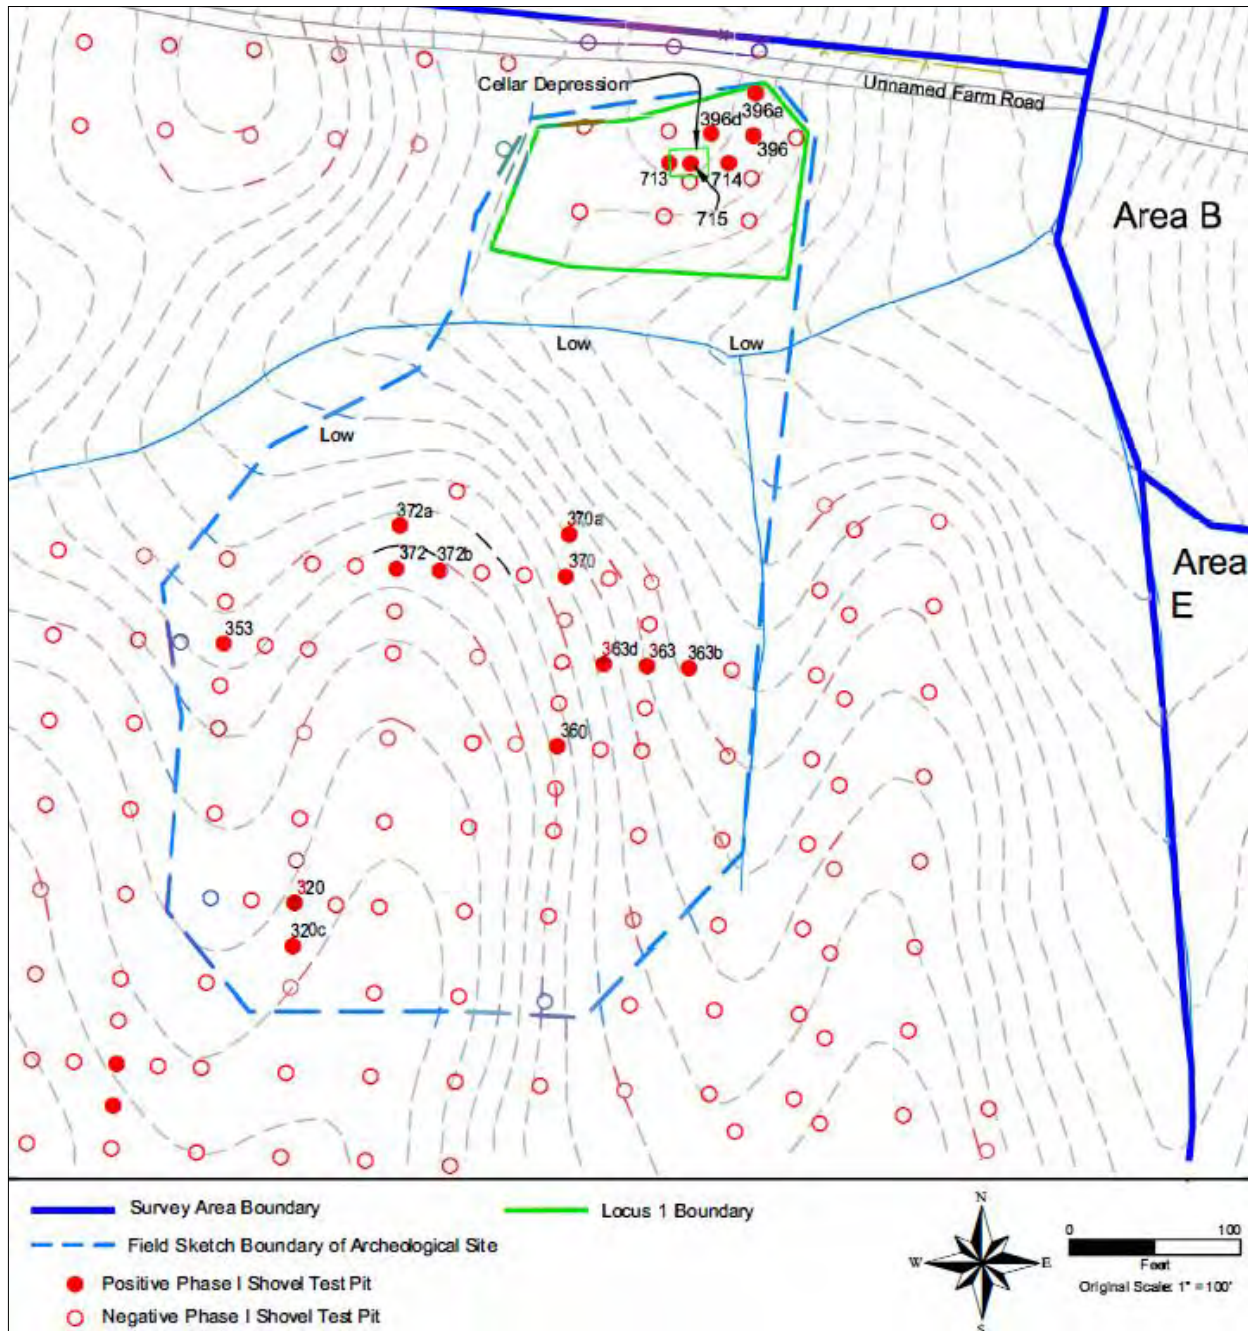 Cellar Depression
Unnamed Farm Road
396a
396d
396
713
714
715
Area B
Low
Low
Low
372a
370a
372
372b
370
Area
E
353
363d
363
363b
360
320
320c
Survey Area Boundary
Locus 1 Boundary
Field Sketch Boundary of Archeological Site
Positive Phase I Shovel Test Pit
Negative Phase I Shovel Test Pit
N
W
E
S
0
100
Feet
Original Scale: 1" = 100'